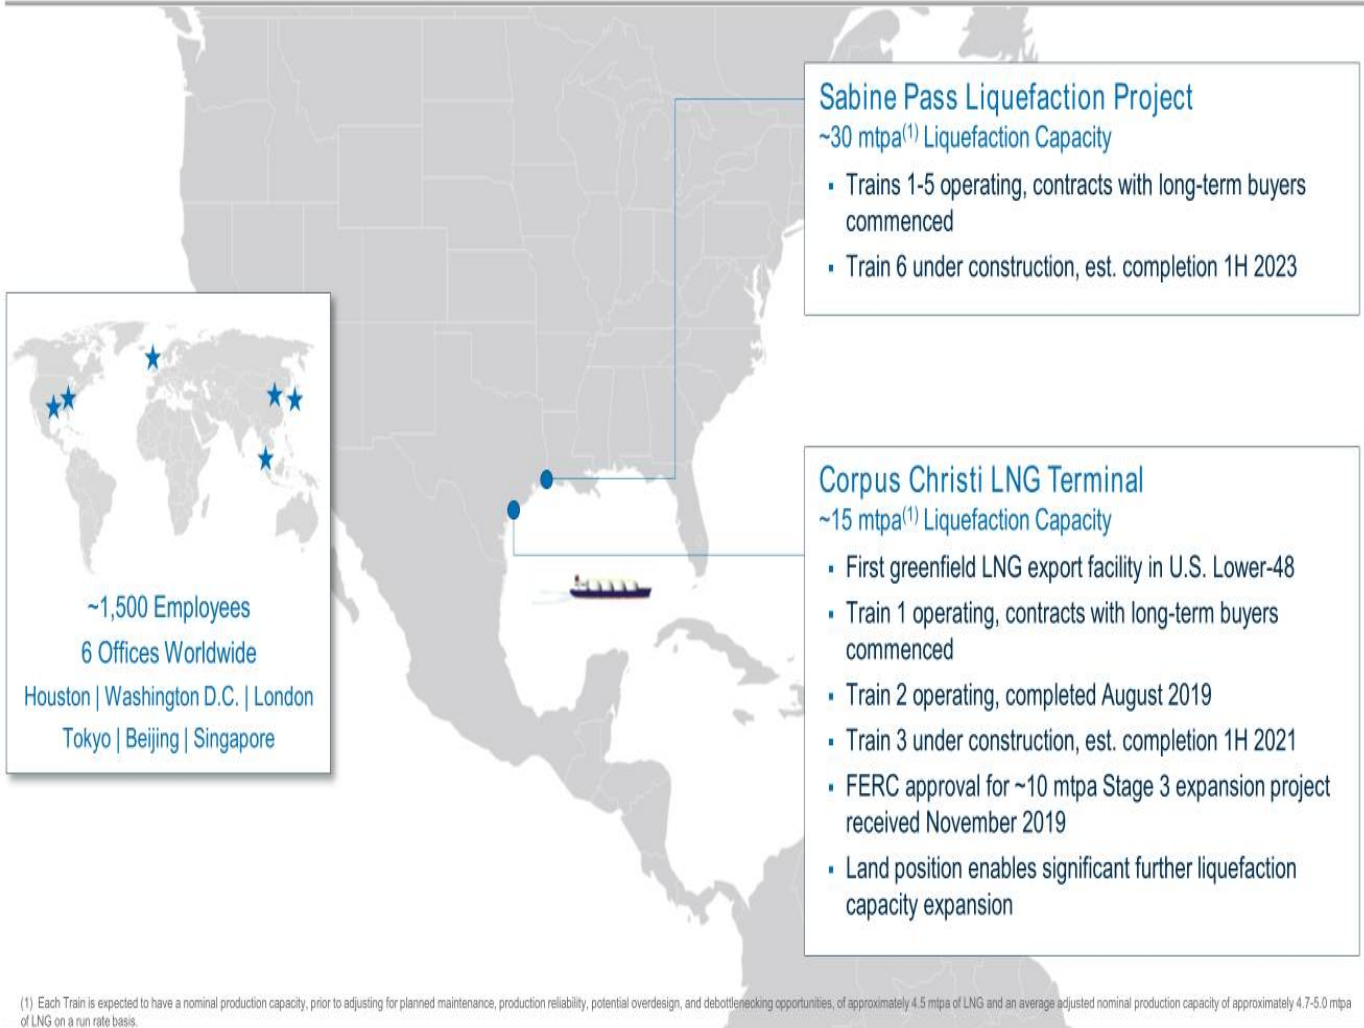 Sabine Pass Liquefaction Project
~30 mtpa(1) Liquefaction Capacity
▪ Trains 1-5 operating, contracts with long-term buyers
commenced
▪ Train 6 under construction, est. completion 1H 2023
~1,500 Employees
6 Offices Worldwide
Houston | Washington D.C. | London
Tokyo | Beijing | Singapore
Corpus Christi LNG Terminal
~15 mtpa(1) Liquefaction Capacity
▪ First greenfield LNG export facility in U.S. Lower-48
▪ Train 1 operating, contracts with long-term buyers
commenced
▪ Train 2 operating, completed August 2019
▪ Train 3 under construction, est. completion 1H 2021
▪ FERC approval for ~10 mtpa Stage 3 expansion project
received November 2019
▪ Land position enables significant further liquefaction
capacity expansion
(1) Each Train is expected to have a nominal production capacity, prior to adjusting for planned maintenance, production reliability, potential overdesign, and debottlenecking opportunities, of approximately 4.5 mtpa of LNG and an average adjusted nominal production capacity of approximately 4.7-5.0 mtpa
of LNG on a run rate basis.